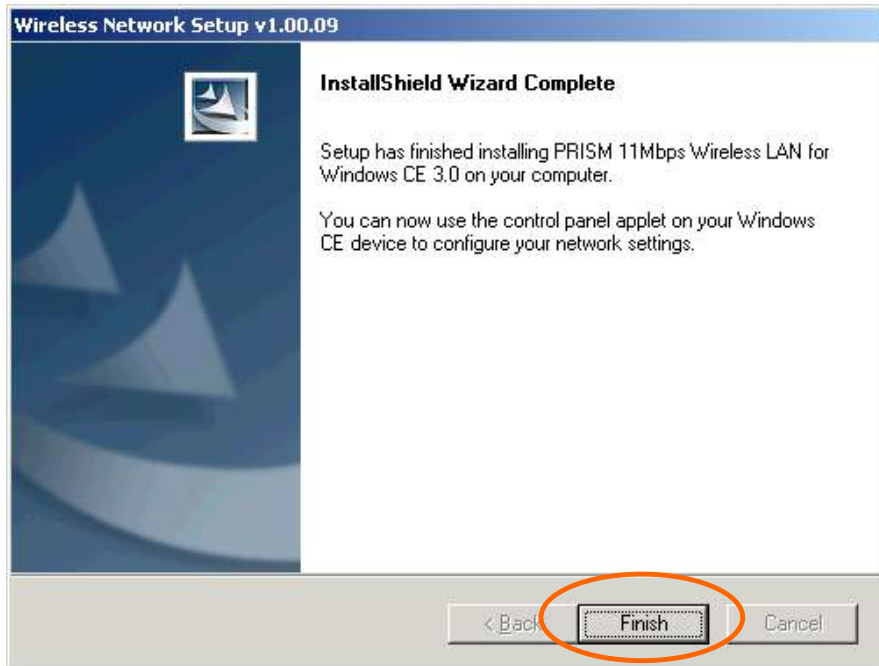 Wireless Network Setup v1.00.09
InstallShield Wizard Complete
Setup has finished installing PRISM 11Mbps Wireless LAN for
Windows CE 3.0 on your computer.
You can now use the control panel applet on your Windows
CE device to configure your network settings.
< Back Finish Cancel